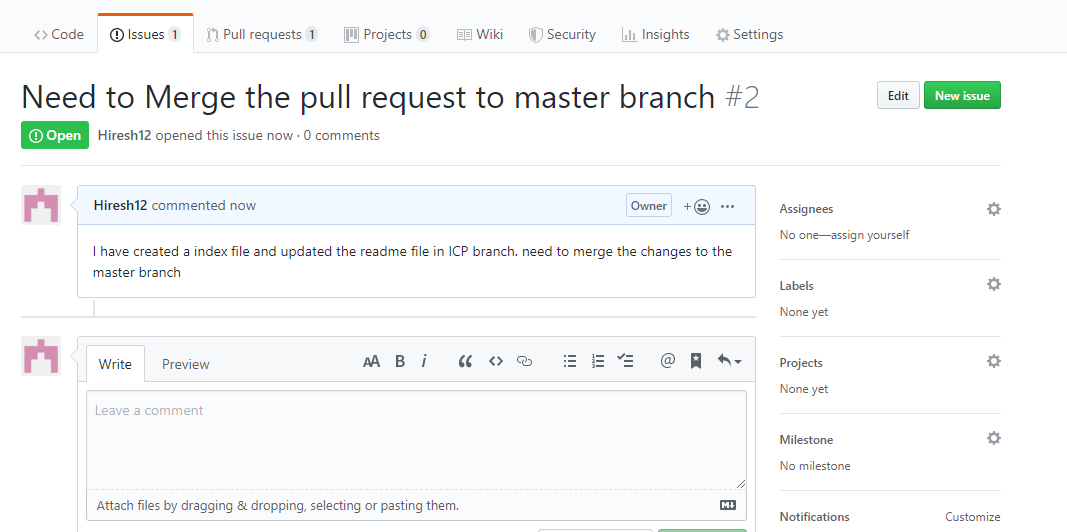 Code Issues 1 Pull requests 1 Projects 0 Wiki Security Insights Settings
Need to Merge the pull request to master branch #2
Edit New issue
Open Hiresh12 opened this issue now · 0 comments
Hiresh12 commented now Owner
I have created a index file and updated the readme file in ICP branch. need to merge the changes to the
master branch
Write Preview
Leave a comment
Attach files by dragging & dropping, selecting or pasting them.
Assignees
No one—assign yourself
Labels
None yet
Projects
None yet
Milestone
No milestone
Notifications Customize